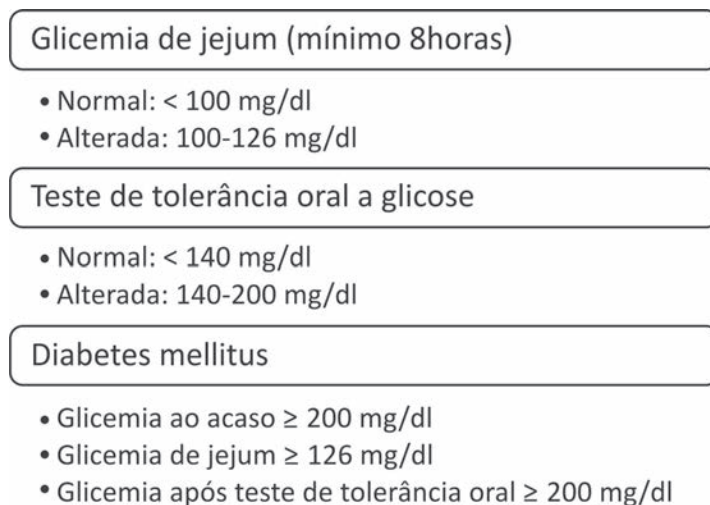 Glicemia de jejum (mínimo 8horas)
• Normal: < 100 mg/dl
• Alterada: 100-126 mg/dl
Teste de tolerância oral a glicose
• Normal: < 140 mg/dl
• Alterada: 140-200 mg/dl
Diabetes mellitus
• Glicemia ao acaso ≥ 200 mg/dl
• Glicemia de jejum ≥ 126 mg/dl
• Glicemia após teste de tolerância oral ≥ 200 mg/dl